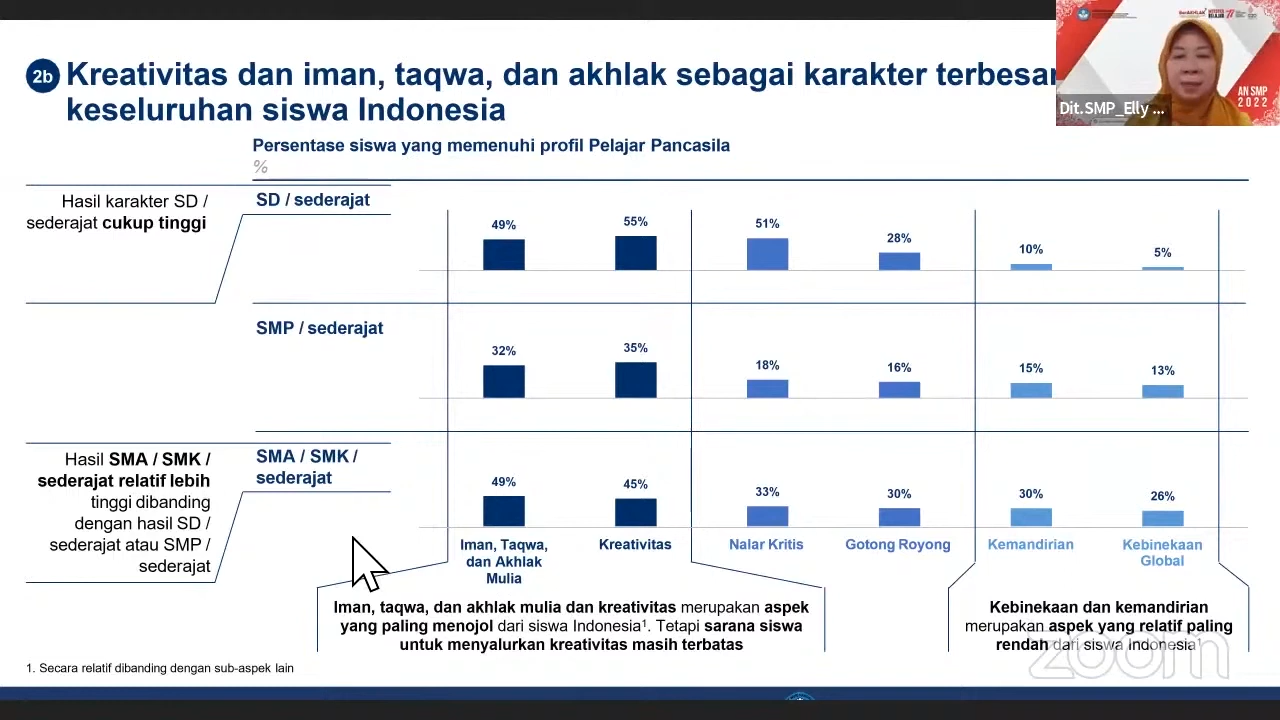 2b Kreativitas dan iman, taqwa, dan akhlak sebagai karakter terbesar
keseluruhan siswa Indonesia
Dit.SMP_Elly ...
AN SMP
2022
Persentase siswa yang memenuhi profil Pelajar Pancasila
%
Hasil karakter SD /
sederajat cukup tinggi
SD / sederajat
49% 55% 51% 28% 10% 5%
SMP / sederajat
32% 35% 18% 16% 15% 13%
Hasil SMA / SMK /
sederajat relatif lebih
tinggi dibanding
dengan hasil SD /
sederajat atau SMP /
sederajat
SMA / SMK /
sederajat
49% 45% 33% 30% 30% 26%
Iman, Taqwa,
dan Akhlak
Mulia
Kreativitas
Nalar Kritis
Gotong Royong
Kemandirian
Kebinekaan
Global
Iman, taqwa, dan akhlak mulia dan kreativitas merupakan aspek
yang paling menojol dari siswa Indonesia¹. Tetapi sarana siswa
untuk menyalurkan kreativitas masih terbatas
Kebinekaan dan kemandirian
merupakan aspek yang relatif paling
rendah dari siswa Indonesia¹
1. Secara relatif dibanding dengan sub-aspek lain
zoom